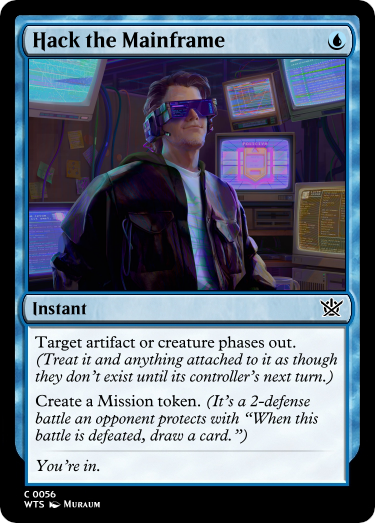 Hack the Mainframe
Instant
Target artifact or creature phases out.
(Treat it and anything attached to it as though
they don't exist until its controller's next turn.)
Create a Mission token. (It's a 2-defense
battle an opponent protects with “When this
battle is defeated, draw a card.”)
You're in.
C 0056
WTS Muraum